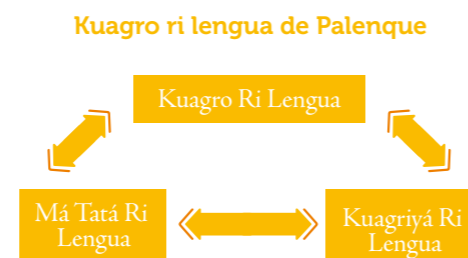 Kuagro ri lengua de Palenque
Kuagro Ri Lengua
Má Tatá Ri
Lengua
Kuagriyá Ri
Lengua